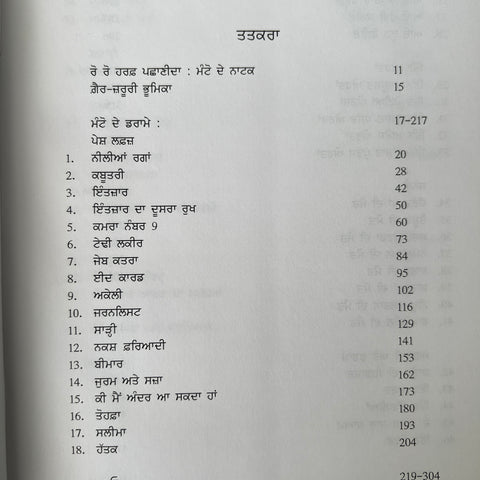 ਤਤਕਰਾ
ਰੋ ਰੋ ਹਰਫ਼ ਪਛਾਣੀਦਾ : ਮੰਟੋ ਦੇ ਨਾਟਕ 11
ਗ਼ੈਰ-ਜ਼ਰੂਰੀ ਭੂਮਿਕਾ 15
ਮੰਟੋ ਦੇ ਡਰਾਮੇ : 17-217
ਪੇਸ਼ ਲਫ਼ਜ਼
1. ਨੀਲੀਆਂ ਰਗਾਂ 20
2. ਕਬੂਤਰੀ 28
3. ਇੰਤਜ਼ਾਰ 42
4. ਇੰਤਜ਼ਾਰ ਦਾ ਦੂਸਰਾ ਰੁਖ 50
5. ਕਮਰਾ ਨੰਬਰ 9 60
6. ਟੇਢੀ ਲਕੀਰ 73
7. ਜੇਬ ਕਤਰਾ 84
8. ਈਦ ਕਾਰਡ 95
9. ਅਕੇਲੀ 102
10. ਜਰਨਲਿਸਟ 116
11. ਸਾੜ੍ਹੀ 129
12. ਨਕਸ਼ ਫ਼ਰਿਆਦੀ 141
13. ਬੀਮਾਰ 153
14. ਜੁਰਮ ਅਤੇ ਸਜ਼ਾ 162
15. ਕੀ ਮੈਂ ਅੰਦਰ ਆ ਸਕਦਾ ਹਾਂ 173
16. ਤੋਹਫ਼ਾ 180
17. ਸਲੀਮਾ 193
18. ਹੱਤਕ 204
219-304